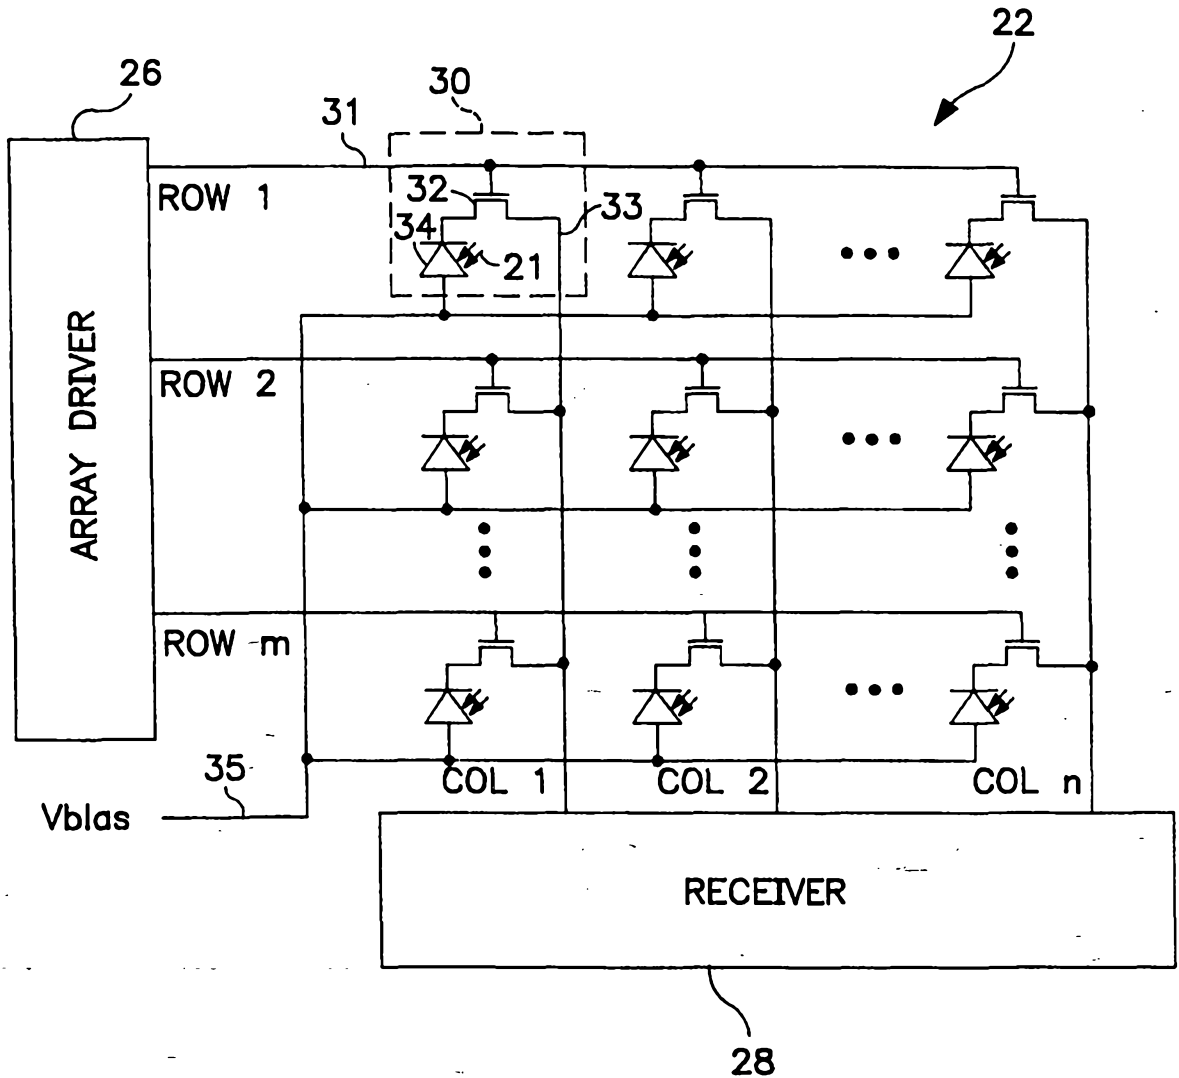 22
26
30
31
ROW 1
32
33
34
21
ARRAY DRIVER
ROW 2
ROW m
COL 1
COL 2
COL n
35
Vbias
RECEIVER
28